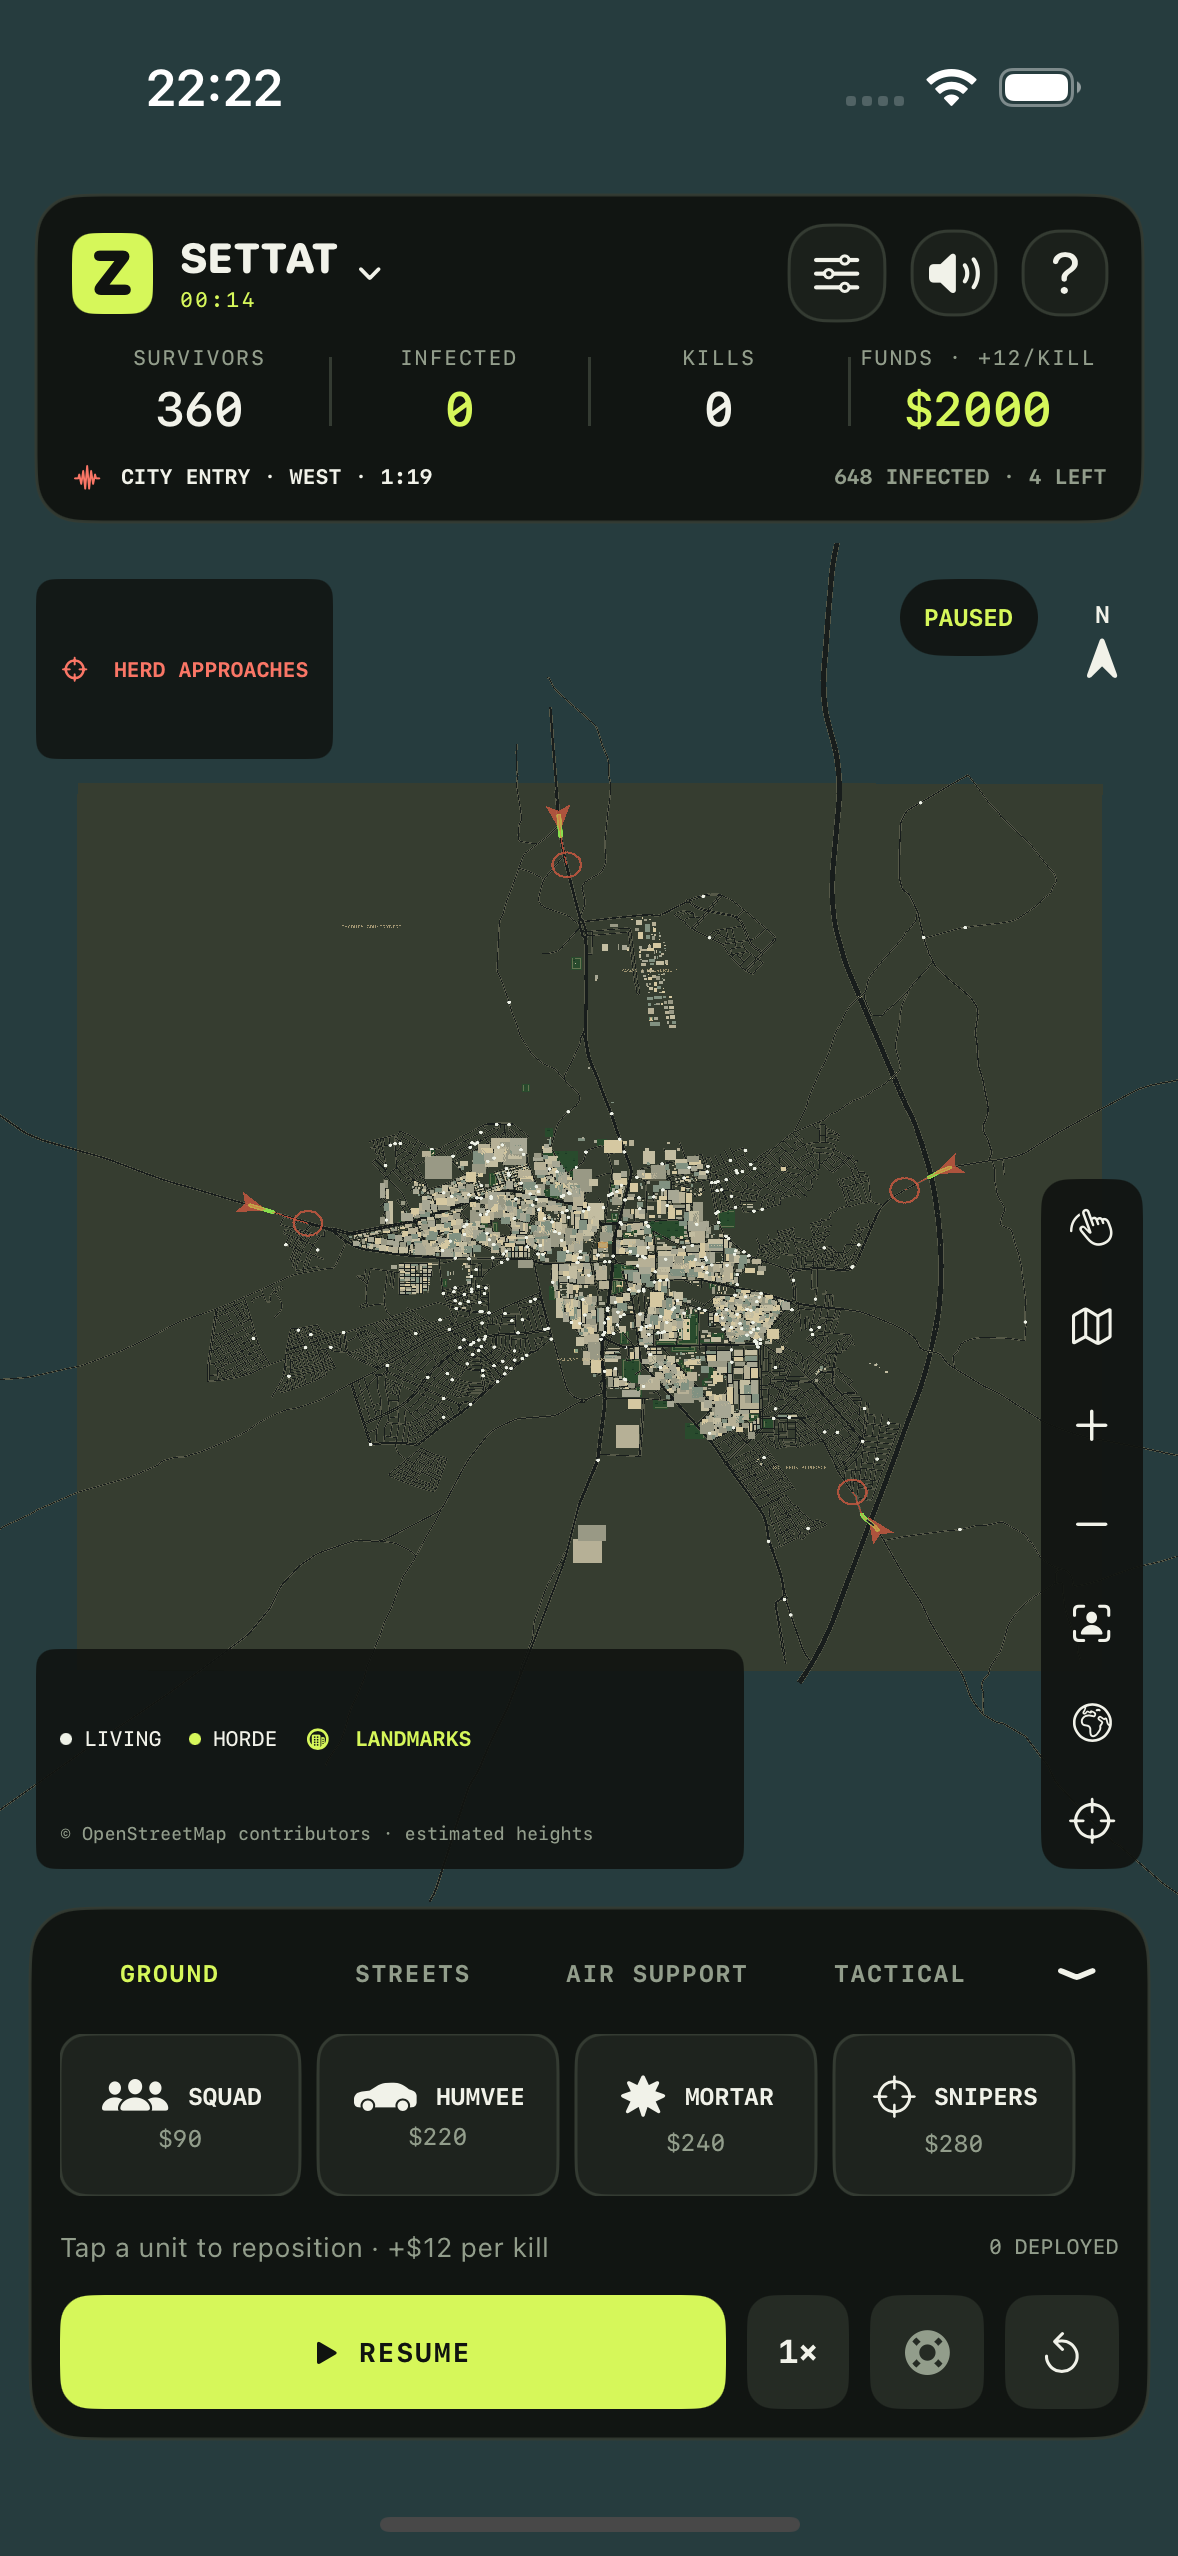 22:22
Z
SETTAT
00:14
SURVIVORS
INFECTED
KILLS
FUNDS · +12/KILL
360
0
0
$2000
CITY ENTRY · WEST · 1:19
648 INFECTED · 4 LEFT
HERD APPROACHES
PAUSED
N
LIVING
HORDE
LANDMARKS
© OpenStreetMap contributors · estimated heights
GROUND
STREETS
AIR SUPPORT
TACTICAL
SQUAD
$90
HUMVEE
$220
MORTAR
$240
SNIPERS
$280
Tap a unit to reposition · +$12 per kill
0 DEPLOYED
RESUME
1×